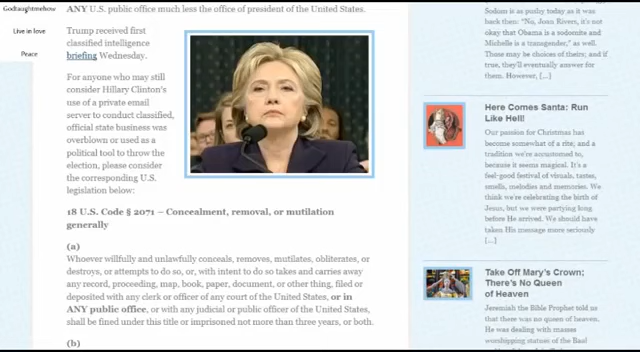 Godtaughtmehow
Live in love
Peace
ANY U.S. public office much less the office of president of the United States.
Trump received first
classified intelligence
briefing Wednesday.
For anyone who may still
consider Hillary Clinton's
use of a private email
server to conduct classified,
official state business was
overblown or used as a
political tool to throw the
election, please consider
the corresponding U.S.
legislation below:
18 U.S. Code § 2071 – Concealment, removal, or mutilation
generally
(a)
Whoever willfully and unlawfully conceals, removes, mutilates, obliterates, or
destroys, or attempts to do so, or, with intent to do so takes and carries away
any record, proceeding, map, book, paper, document, or other thing, filed or
deposited with any clerk or officer of any court of the United States, or in
ANY public office, or with any judicial or public officer of the United States,
shall be fined under this title or imprisoned not more than three years, or both.
(b)
Sodom is as pushy today as it was
back then: "No, Joan Rivers, it's not
okay that Obama is a sodomite and
Michelle is a transgender," as well.
Those may be choices of theirs; and if
true, they'll eventually answer for
them. However, [...]
Here Comes Santa: Run
Like Hell!
Our passion for Christmas has
become somewhat of a rite; and a
tradition we're accustomed to,
because it seems magical. It's a
feel-good festival of visuals, tastes,
smells, melodies and memories. We
think we're celebrating the birth of
Jesus, but we were partying long
before He arrived. We should have
taken His message more seriously
[...]
Take Off Mary's Crown;
There's No Queen
of Heaven
Jeremiah the Bible Prophet told us
that there was no queen of heaven.
He was dealing with masses
worshipping statues of the Baal